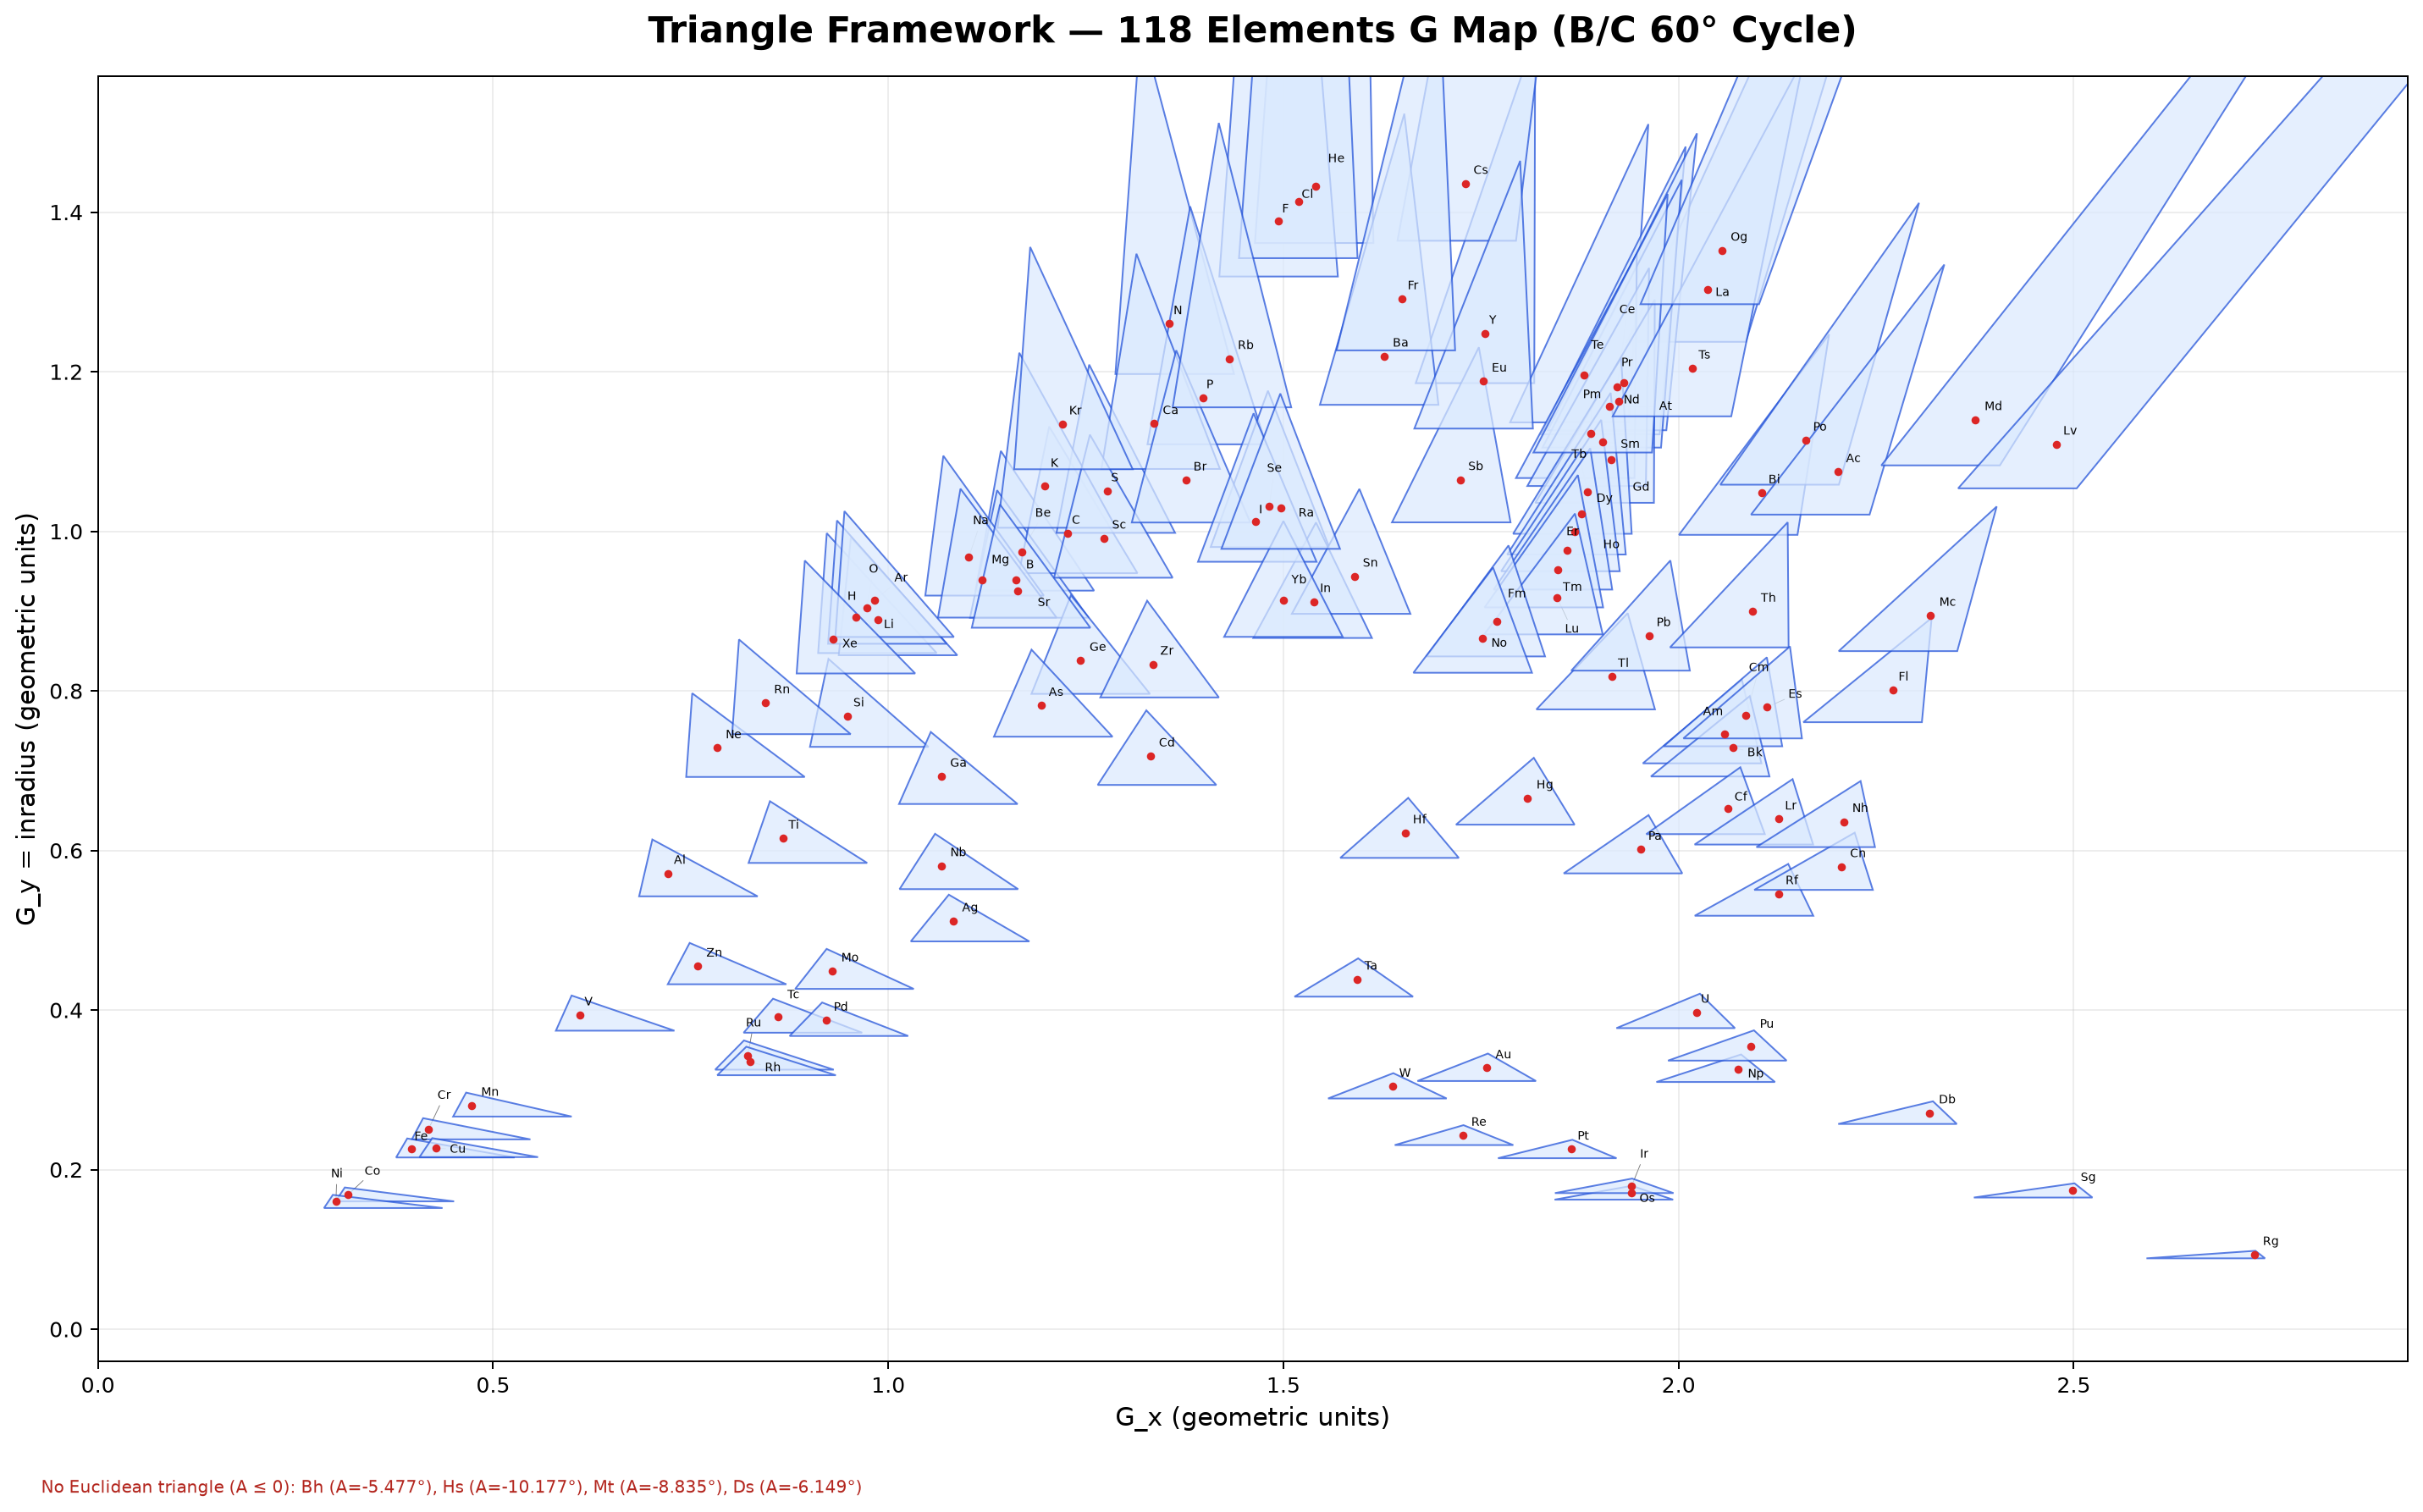 Triangle Framework — 118 Elements G Map (B/C 60° Cycle)
G_y = inradius (geometric units)
1.4
1.2
1.0
0.8
0.6
0.4
0.2
0.0
He
Cl
F
Cs
Og
La
Fr
Ce
N
Y
Ba
Rb
Te
Ts
Eu
Pr
P
Pm
Nd
At
Md
Kr
Ca
Po
Lv
Sm
Tb
K
Br
Se
Sb
Ac
S
Bi
Gd
Dy
Be
Na
C
Sc
I
Ra
Er
Ho
Mg
B
Sn
O
Ar
Yb
In
Tm
Fm
H
Sr
Th
Mc
Li
Lu
Xe
No
Pb
Ge
Zr
Tl
Cm
Rn
As
Si
Es
Fl
Am
Ne
Cd
Bk
Ga
Hg
Cf
Lr
Nh
Ti
Hf
Pa
Al
Nb
Cn
Rf
Ag
Zn
Mo
Ta
V
Tc
Pd
U
Ru
Pu
Rh
Au
Np
W
Cr
Mn
Db
Fe
Cu
Re
Pt
Ir
Ni
Co
Os
Sg
Rg
0.0
0.5
1.0
1.5
2.0
2.5
G_x (geometric units)
No Euclidean triangle (A ≤ 0): Bh (A=-5.477°), Hs (A=-10.177°), Mt (A=-8.835°), Ds (A=-6.149°)